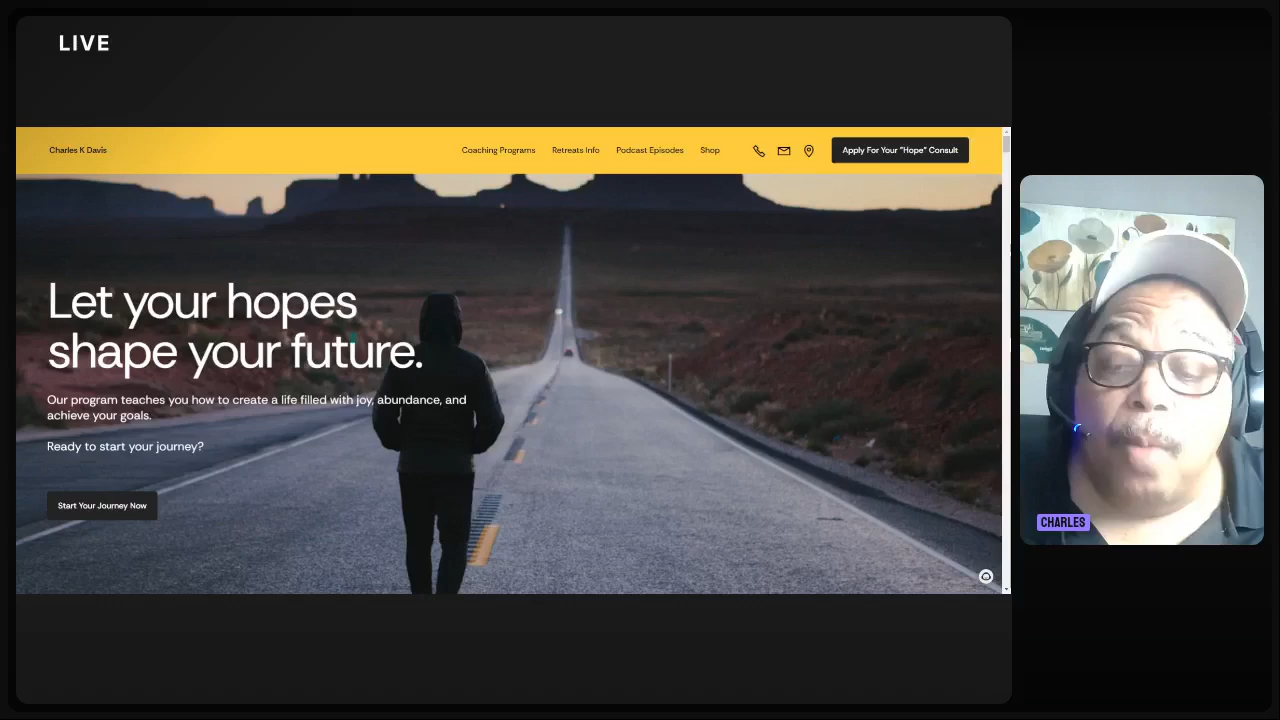 LIVE
Charles K Davis
Coaching Programs
Retreats Info
Podcast Episodes
Shop
Apply For Your "Hope" Consult
Let your hopes
shape your future.
Our program teaches you how to create a life filled with joy, abundance, and
achieve your goals.
Ready to start your journey?
Start Your Journey Now
CHARLES